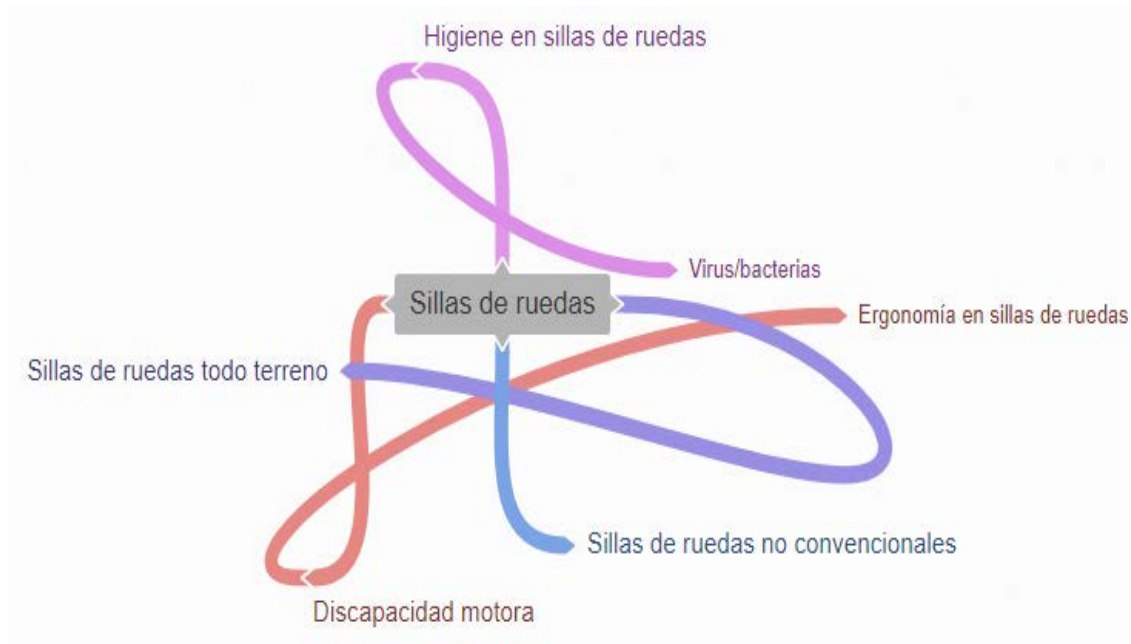 Higiene en sillas de ruedas
Virus/bacterias
Sillas de ruedas
Ergonomía en sillas de ruedas
Sillas de ruedas todo terreno
Sillas de ruedas no convencionales
Discapacidad motora